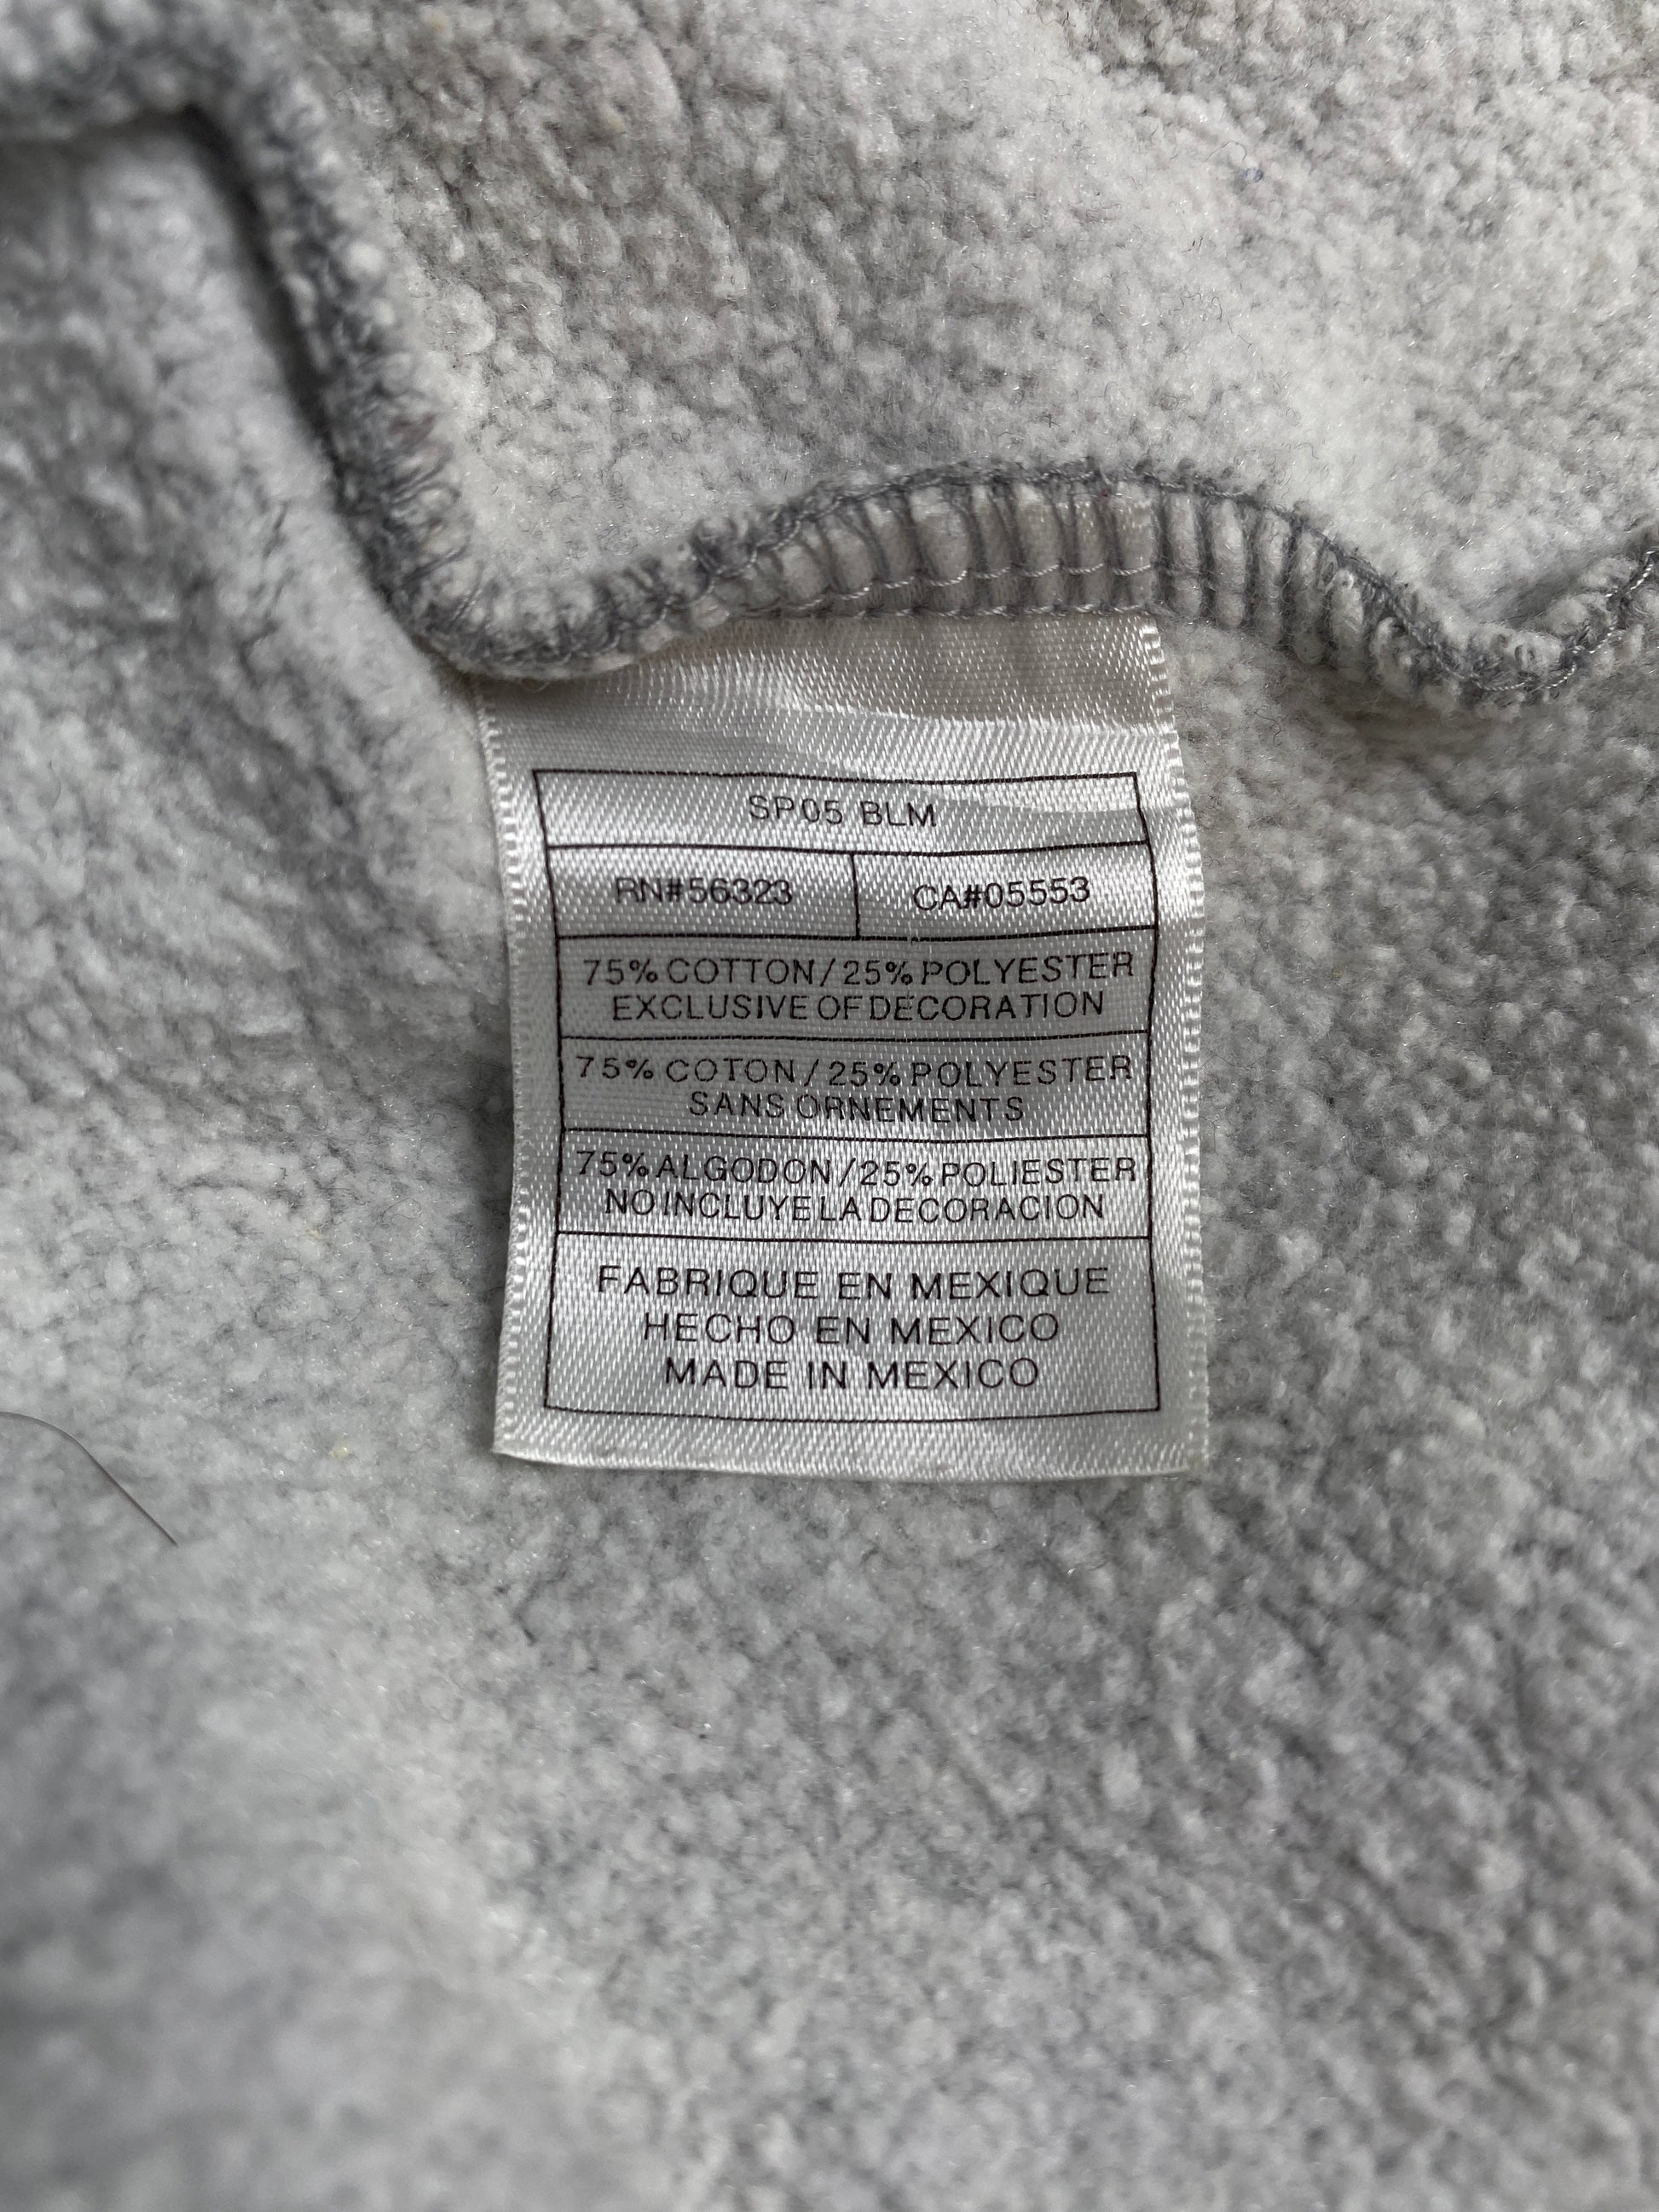 SP05 BLM
RN#56323 CA#05553
75% COTTON/25% POLYESTER
EXCLUSIVE OF DECORATION
75% COTON/25% POLYESTER
SANS ORNEMENTS
75% ALGODON/25% POLIESTER
NO INCLUYE LA DECORACION
FABRIQUE EN MEXIQUE
HECHO EN MEXICO
MADE IN MEXICO